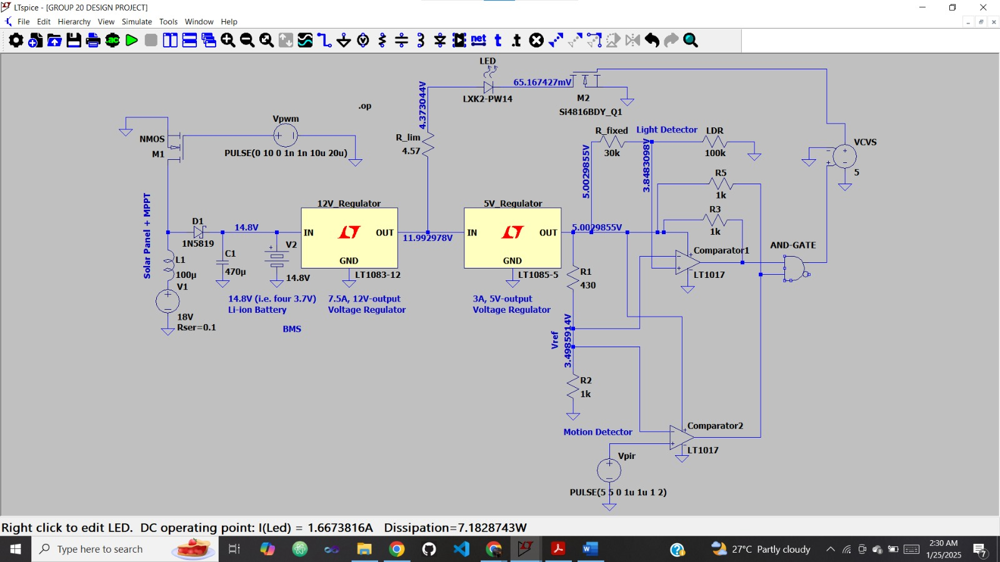 LTspice - [GROUP 20 DESIGN PROJECT]
File Edit Hierarchy View Simulate Tools Window Help
.ac
net
t
.t
LED
65.167427mV
LXK2-PW14
M2
Si4816BDY_Q1
.op
4.373044V
Vpwm
NMOS
M1
PULSE(0 10 0 1n 1n 10u 20u)
R_lim
4.57
R_fixed
30k
Light Detector
LDR
100k
VCVS
5
5.0029855V
3.8483098V
R5
1k
R3
1k
Solar Panel + MPPT
D1
1N5819
14.8V
12V_Regulator
IN
OUT
GND
LT1083-12
11.992978V
5V_Regulator
IN
OUT
GND
LT1085-5
5.0029855V
Comparator1
LT1017
AND-GATE
L1
100µ
C1
470µ
V2
14.8V
V1
18V
Rser=0.1
14.8V (i.e. four 3.7V)
Li-ion Battery
BMS
7.5A, 12V-output
Voltage Regulator
3A, 5V-output
Voltage Regulator
R1
430
Vref
3.4985914V
R2
1k
Motion Detector
Comparator2
LT1017
Vpir
PULSE(5 5 0 1u 1u 1 2)
Right click to edit LED. DC operating point: I(Led) = 1.6673816A Dissipation=7.1828743W
Type here to search
27°C Partly cloudy
2:30 AM
1/25/2025
7